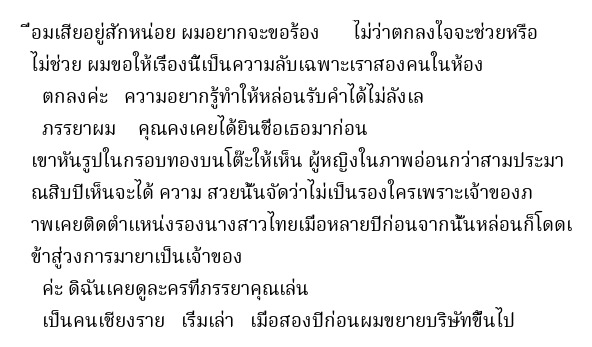 ือมเสียอยู่สักหน่อย ผมอยากจะขอร้อง ไม่ว่าตกลงใจจะช่วยหรือ
ไม่ช่วย ผมขอให้เรื่องนี้เป็นความลับเฉพาะเราสองคนในห้อง
ตกลงค่ะ ความอยากรู้ทำให้หล่อนรับคำได้ไม่ลังเล
ภรรยาผม คุณคงเคยได้ยินชื่อเธอมาก่อน
เขาหันรูปในกรอบทองบนโต๊ะให้เห็น ผู้หญิงในภาพอ่อนกว่าสามประมา
ณสิบปีเห็นจะได้ ความ สวยนั้นจัดว่าไม่เป็นรองใครเพราะเจ้าของภ
าพเคยติดตำแหน่งรองนางสาวไทยเมื่อหลายปีก่อนจากนั้นหล่อนก็โดดเ
ข้าสู่วงการมายาเป็นเจ้าของ
ค่ะ ดิฉันเคยดูละครที่ภรรยาคุณเล่น
เป็นคนเชียงราย เริ่มเล่า เมื่อสองปีก่อนผมขยายบริษัทขึ้นไป